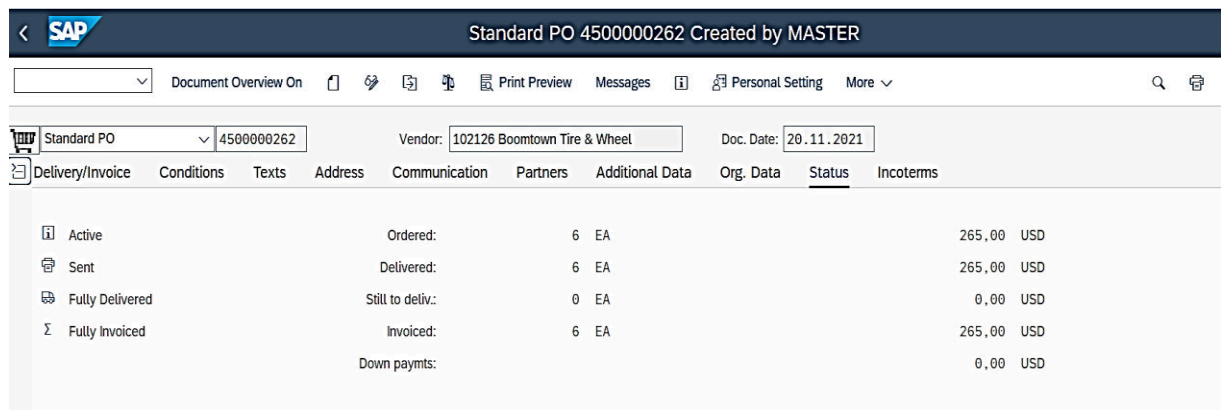 SAP Standard PO 4500000262 Created by MASTER
Document Overview On Print Preview Messages Personal Setting More
Standard PO 4500000262 Vendor: 102126 Boomtown Tire & Wheel Doc. Date: 20.11.2021
Delivery/Invoice Conditions Texts Address Communication Partners Additional Data Org. Data Status Incoterms
Active Ordered: 6 EA 265,00 USD
Sent Delivered: 6 EA 265,00 USD
Fully Delivered Still to deliv.: 0 EA 0,00 USD
Σ Fully Invoiced Invoiced: 6 EA 265,00 USD
Down paymts: 0,00 USD